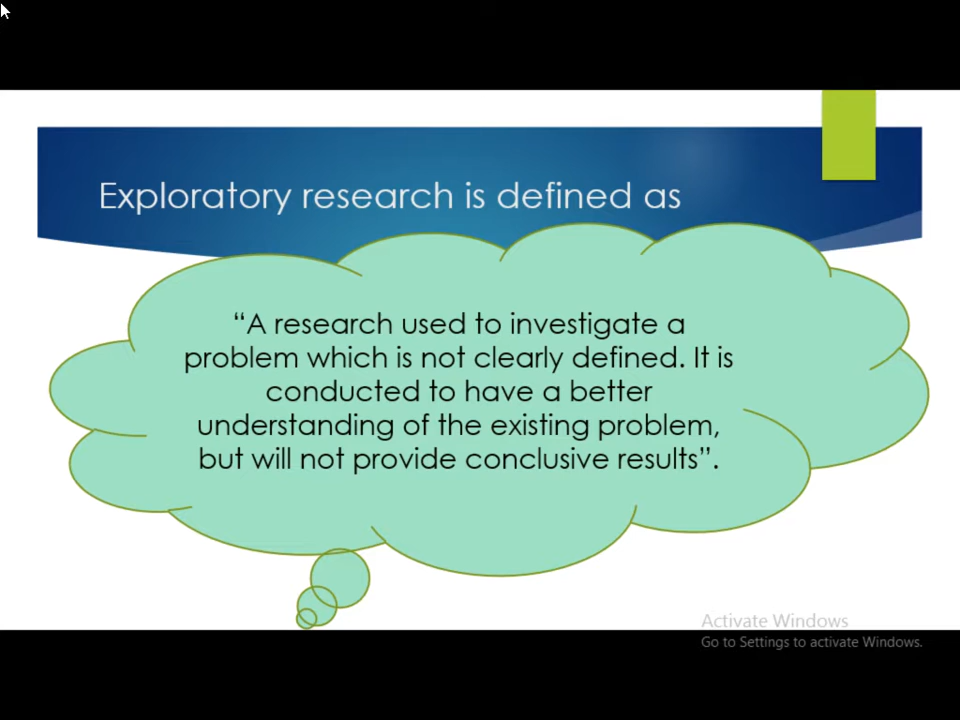 Exploratory research is defined as
“A research used to investigate a
problem which is not clearly defined. It is
conducted to have a better
understanding of the existing problem,
but will not provide conclusive results”.
Activate Windows
Go to Settings to activate Windows.